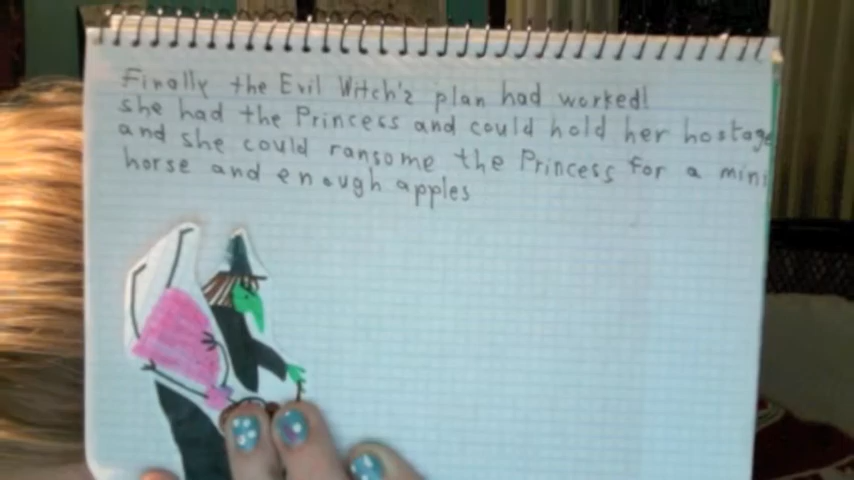 Finally the Evil Witch'z plan had worked!
she had the Princess and could hold her hostage
and she could ransome the Princess for a mini
horse and enough apples